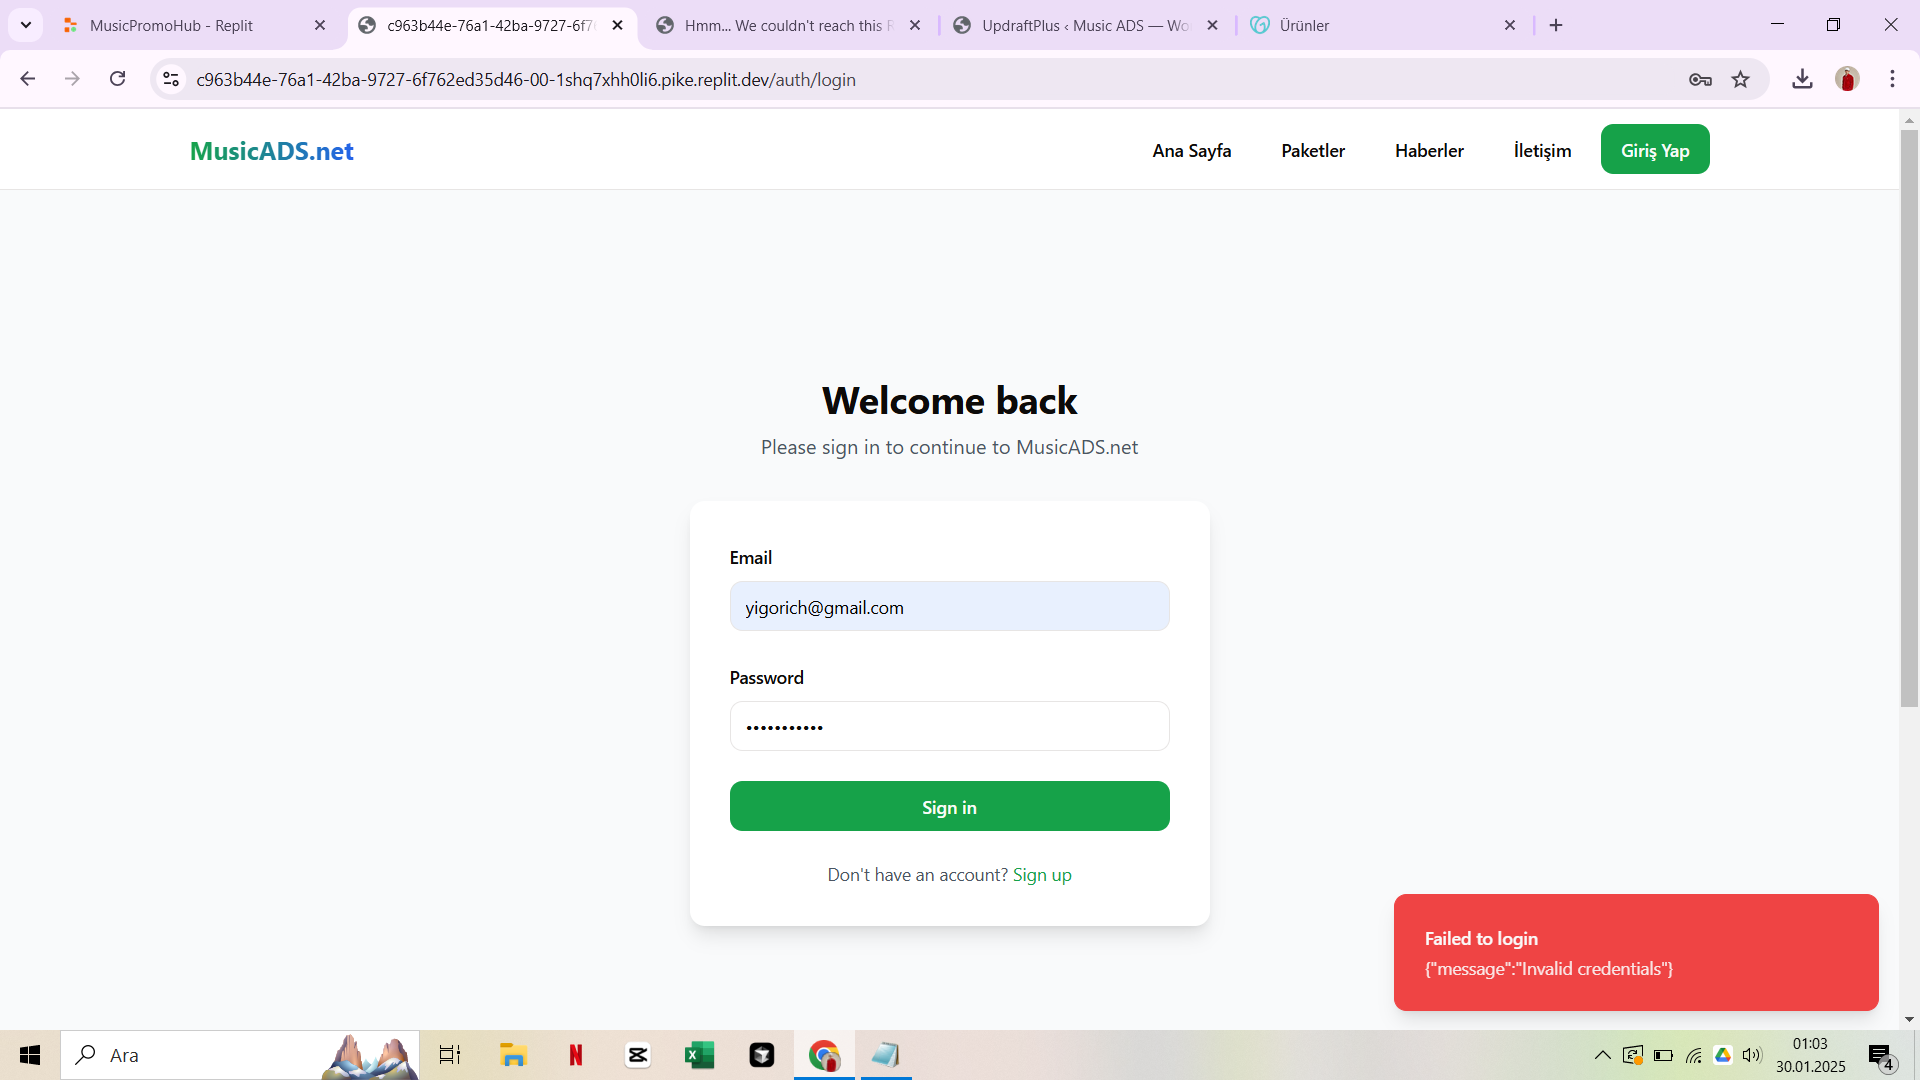 MusicPromoHub - Replit
c963b44e-76a1-42ba-9727-6f76
Hmm... We couldn't reach this R
UpdraftPlus ‹ Music ADS — Wo
Ürünler
c963b44e-76a1-42ba-9727-6f762ed35d46-00-1shq7xhh0li6.pike.replit.dev/auth/login
MusicADS.net
Ana Sayfa
Paketler
Haberler
İletişim
Giriş Yap
Welcome back
Please sign in to continue to MusicADS.net
Email
yigorich@gmail.com
Password
•••••••••••
Sign in
Don't have an account? Sign up
Failed to login
{"message":"Invalid credentials"}
Ara
01:03
30.01.2025
4